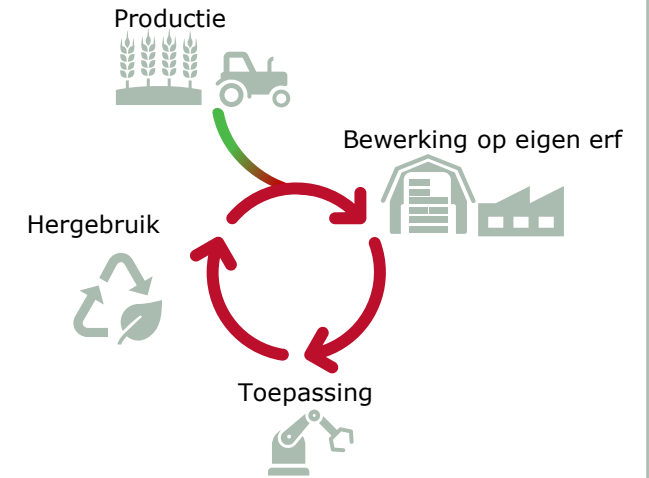 Productie
Bewerking op eigen erf
Hergebruik
Toepassing